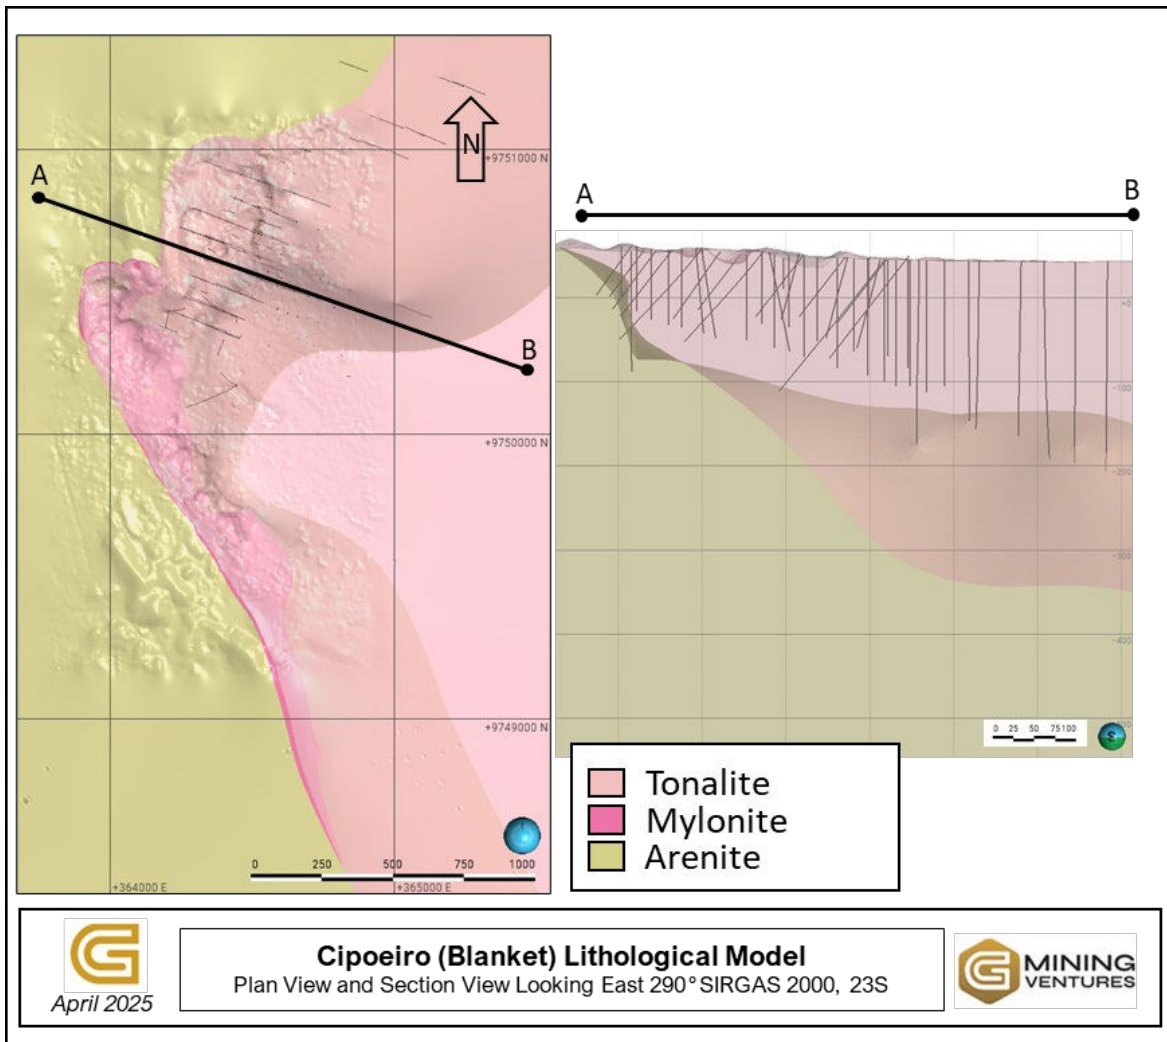 A
B
N
+9751000 N
+9750000 N
+9749000 N
+364000 E
+365000 E
0 250 500 750 1000
A
B
+0
-100
-200
-300
-400
0 25 50 75 100
S
Tonalite
Mylonite
Arenite
April 2025
Cipoeiro (Blanket) Lithological Model
Plan View and Section View Looking East 290° SIRGAS 2000, 23S
G MINING
VENTURES